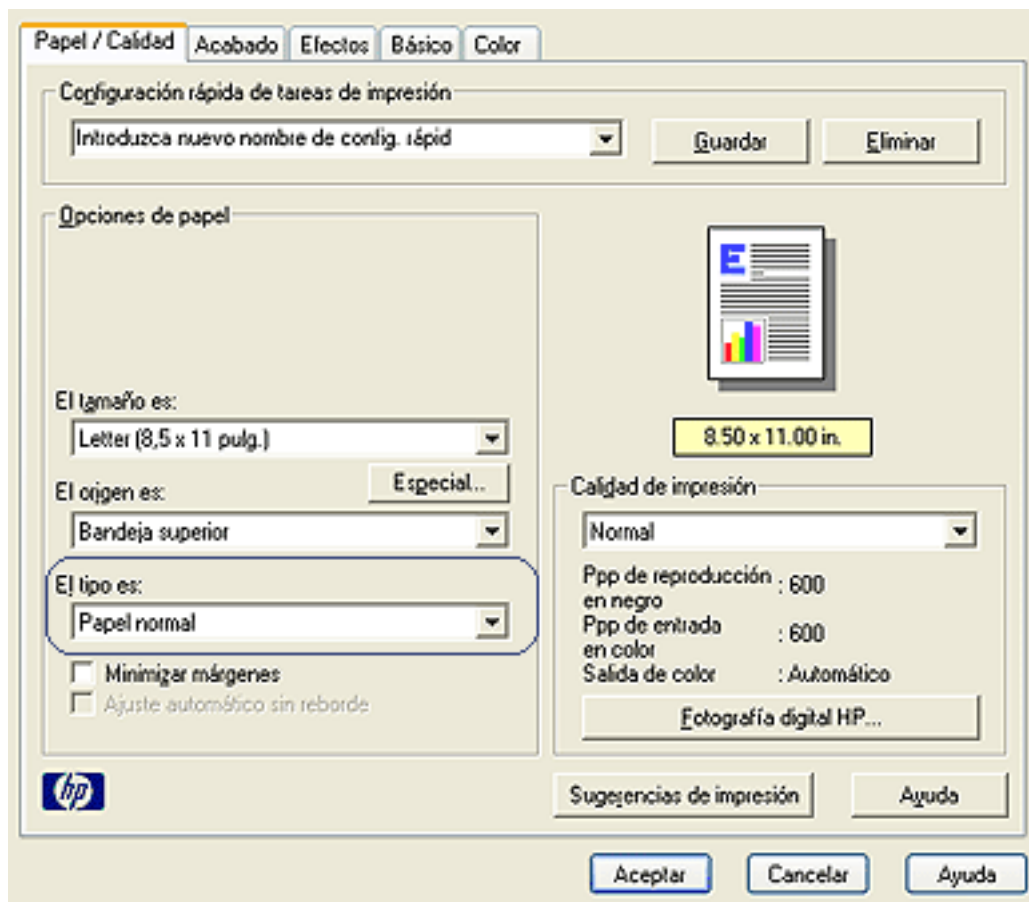 Papel / Calidad Acabado Efectos Básico Color
Configuración rápida de tareas de impresión
Introduzca nuevo nombre de config. rápid Guardar Eliminar
Opciones de papel
E
El tamaño es:
Letter (8,5 x 11 pulg.)
8.50 x 11.00 in.
Especial...
El origen es:
Calidad de impresión
Bandeja superior
Normal
El tipo es:
Papel normal
Ppp de reproducción
en negro : 600
Ppp de entrada
en color : 600
Minimizar márgenes
Salida de color : Automático
Ajuste automático sin reborde
Fotografía digital HP...
hp
Sugerencias de impresión Ayuda
Aceptar Cancelar Ayuda